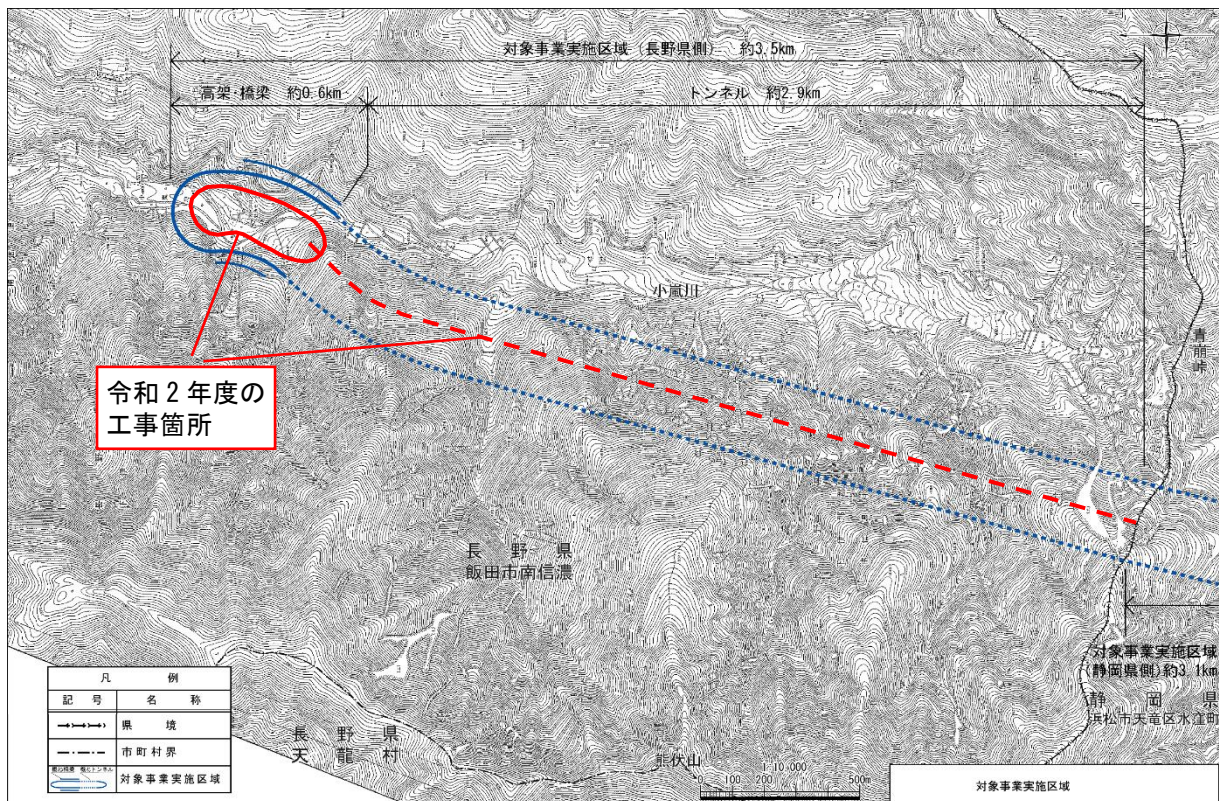 対象事業実施区域（長野県側） 約3.5km
高架・橋梁 約0.6km
トンネル 約2.9km
小嵐川
青崩峠
令和２年度の
工事箇所
長野県
飯田市南信濃
対象事業実施区域
(静岡県側)約3.1km
静岡県
浜松市天竜区水窪町
長野県
天龍村
熊伏山
凡例
記号 名称
県境
市町村界
対象事業実施区域
1:10,000
0 100 200 500m
対象事業実施区域